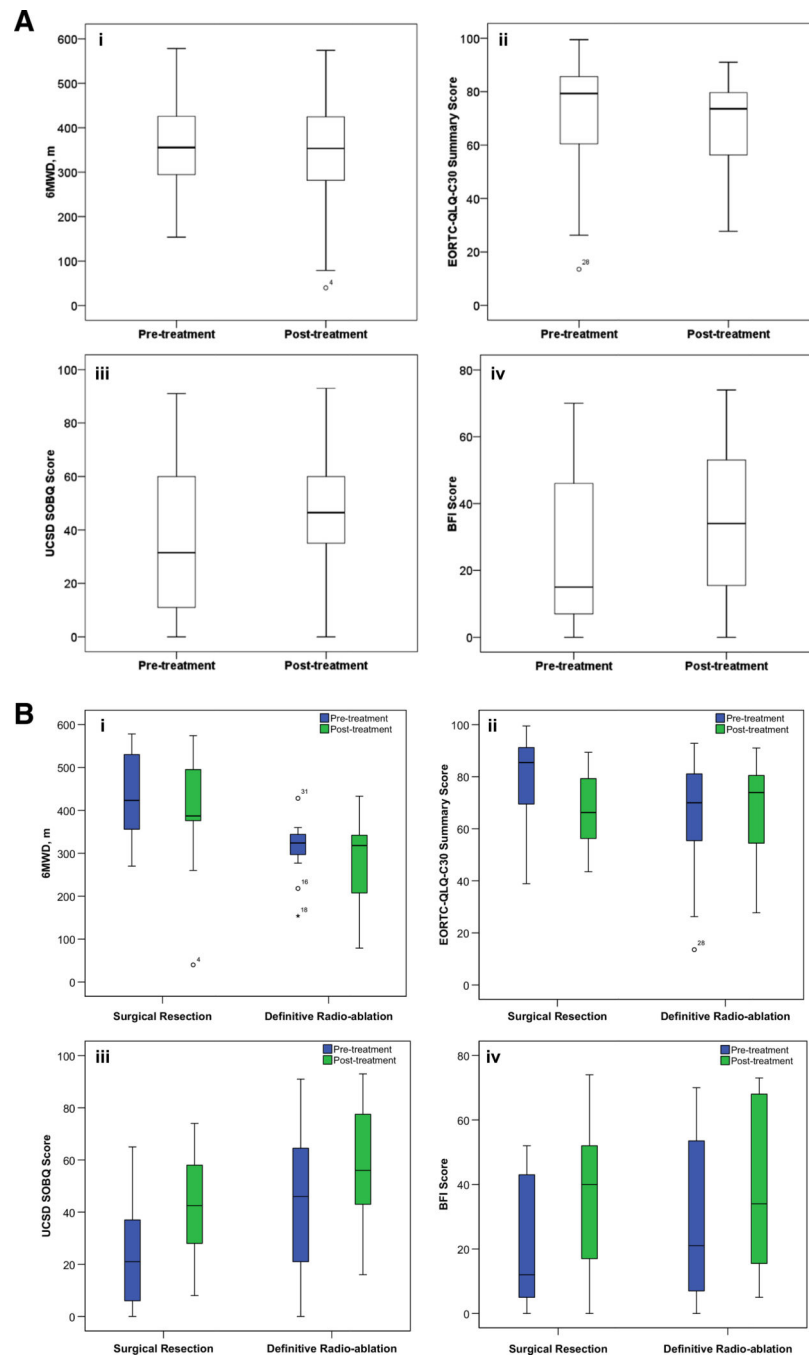 A
i
600
500
400
300
200
100
0
6MWD, m
4
Pre-treatment
Post-treatment
ii
100
80
60
40
20
0
EORTC-QLQ-C30 Summary Score
28
Pre-treatment
Post-treatment
iii
100
80
60
40
20
0
UCSD SOBQ Score
Pre-treatment
Post-treatment
iv
80
60
40
20
0
BFI Score
Pre-treatment
Post-treatment
B
i
Pre-treatment
Post-treatment
600
500
400
300
200
100
0
6MWD, m
4
31
16
18
Surgical Resection
Definitive Radio-ablation
ii
Pre-treatment
Post-treatment
100
80
60
40
20
0
EORTC-QLQ-C30 Summary Score
28
Surgical Resection
Definitive Radio-ablation
iii
Pre-treatment
Post-treatment
100
80
60
40
20
0
UCSD SOBQ Score
Surgical Resection
Definitive Radio-ablation
iv
Pre-treatment
Post-treatment
80
60
40
20
0
BFI Score
Surgical Resection
Definitive Radio-ablation